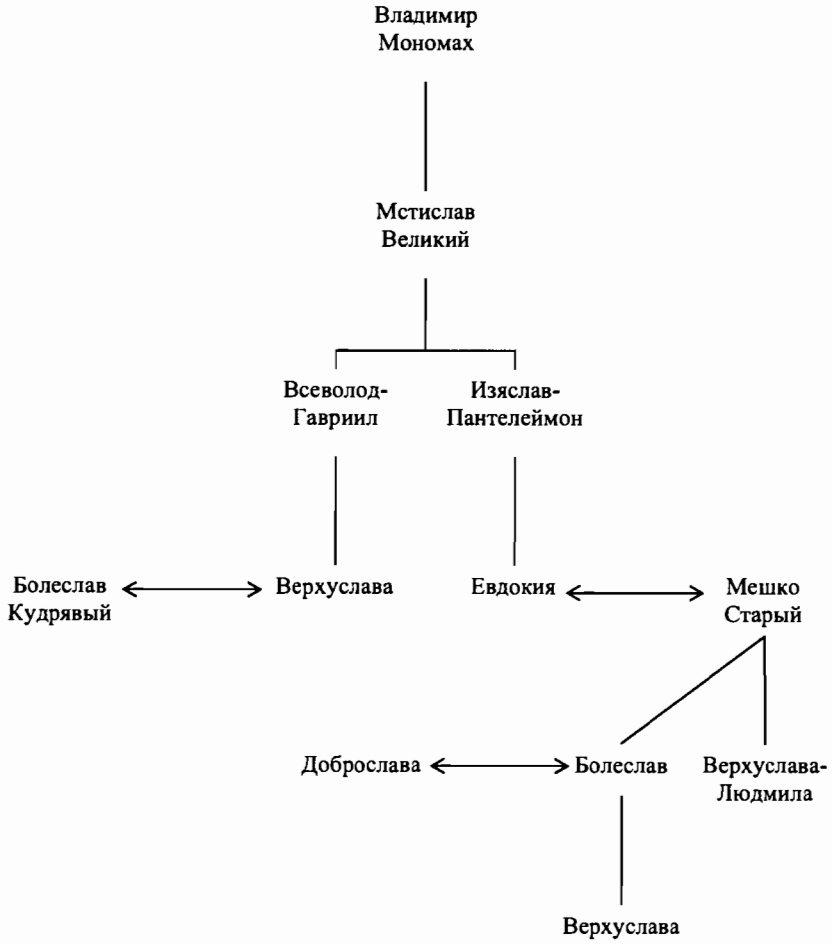 Владимир
Мономах
Мстислав
Великий
Всеволод-
Гавриил
Изяслав-
Пантелеймон
Болеслав
Кудрявый
Верхуслава
Евдокия
Мешко
Старый
Доброслава
Болеслав
Верхуслава-
Людмила
Верхуслава